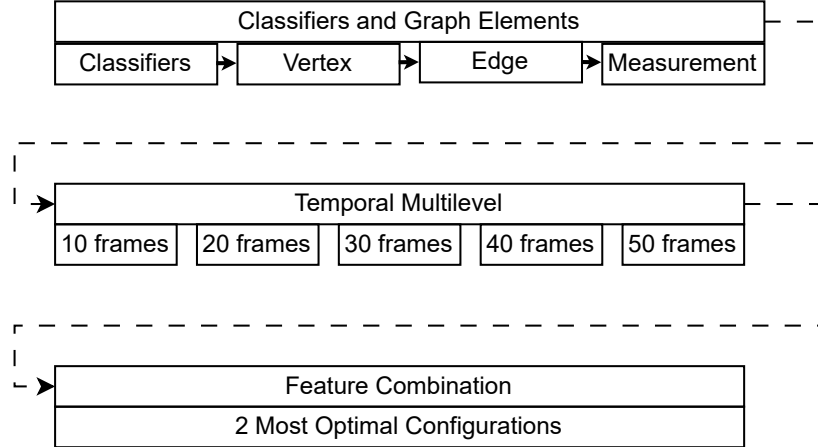 Classifiers and Graph Elements
Classifiers Vertex Edge Measurement
Temporal Multilevel
10 frames 20 frames 30 frames 40 frames 50 frames
Feature Combination
2 Most Optimal Configurations